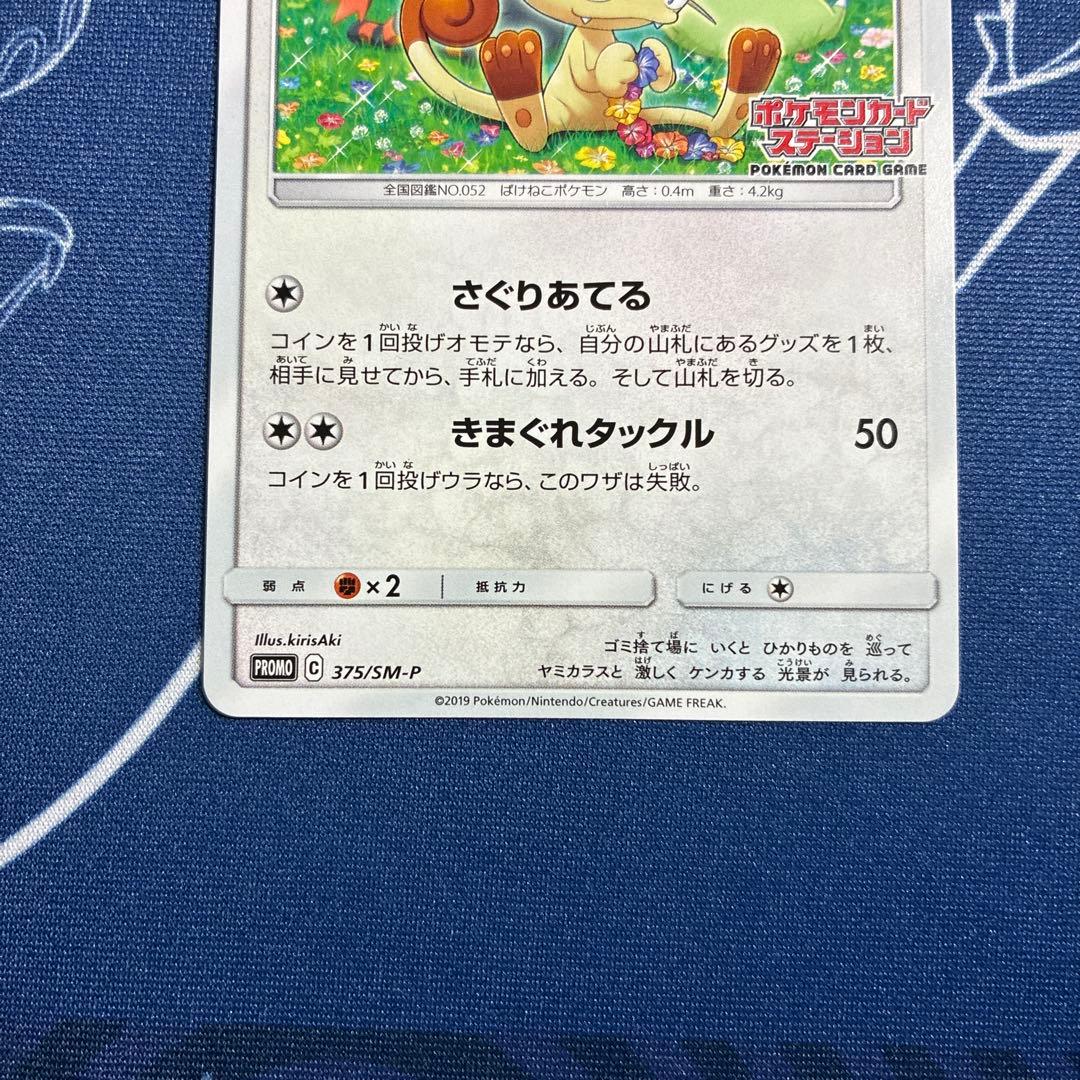 ポケモンカード
ステーション
POKÉMON CARD GAME
全国図鑑NO.052 ばけねこポケモン 高さ：0.4m 重さ：4.2kg
さぐりあてる
コインを1回投げオモテなら、自分の山札にあるグッズを1枚、
相手に見せてから、手札に加える。そして山札を切る。
きまぐれタックル 50
コインを1回投げウラなら、このワザは失敗。
弱点 ×2 抵抗力 にげる
Illus.kirisAki
PROMO C 375/SM-P
ゴミ捨て場に いくと ひかりものを 巡って
ヤミカラスと 激しく ケンカする 光景が 見られる。
©2019 Pokémon/Nintendo/Creatures/GAME FREAK.